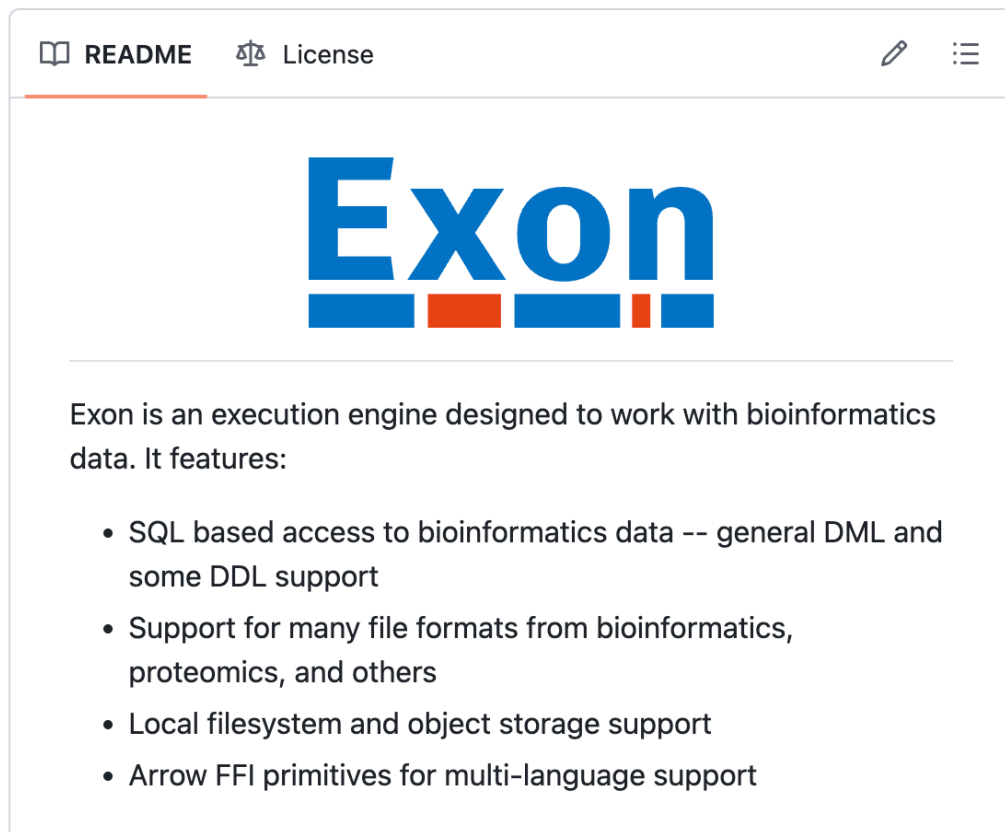 README License
Exon
Exon is an execution engine designed to work with bioinformatics
data. It features:
• SQL based access to bioinformatics data -- general DML and
some DDL support
• Support for many file formats from bioinformatics,
proteomics, and others
• Local filesystem and object storage support
• Arrow FFI primitives for multi-language support